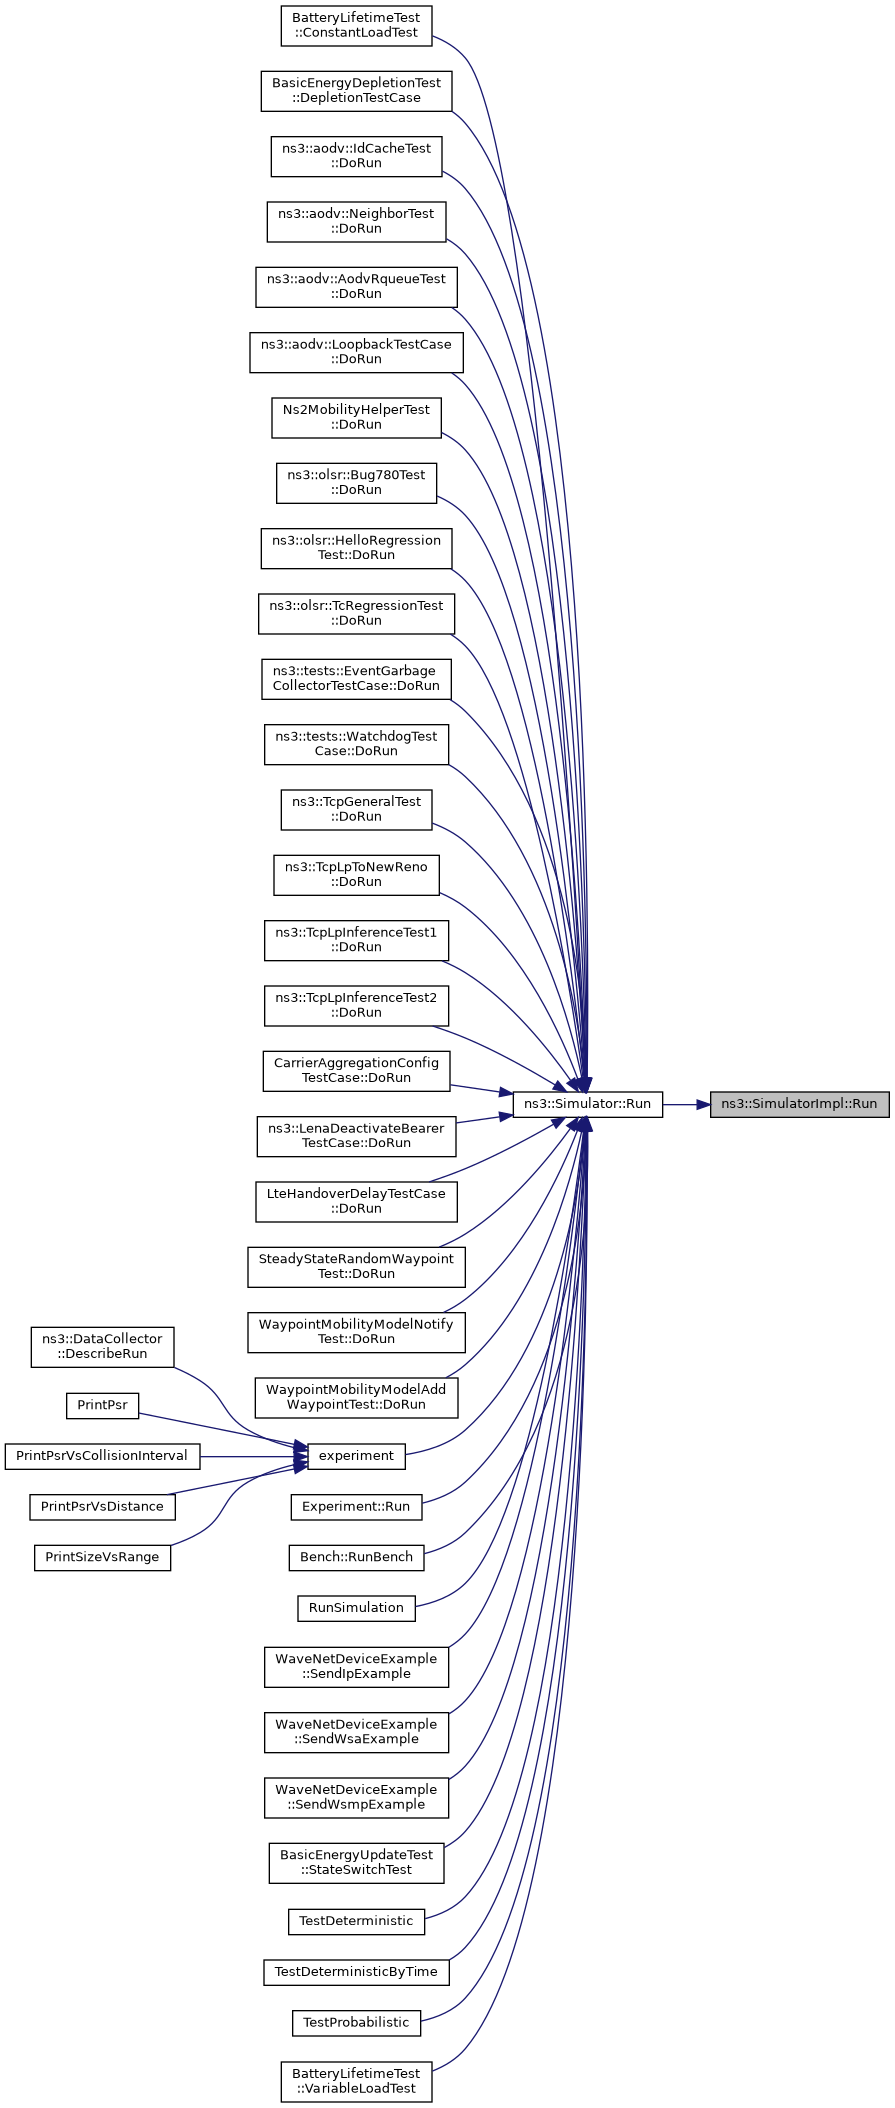 BatteryLifetimeTest
::ConstantLoadTest
BasicEnergyDepletionTest
::DepletionTestCase
ns3::aodv::IdCacheTest
::DoRun
ns3::aodv::NeighborTest
::DoRun
ns3::aodv::AodvRqueueTest
::DoRun
ns3::aodv::LoopbackTestCase
::DoRun
Ns2MobilityHelperTest
::DoRun
ns3::olsr::Bug780Test
::DoRun
ns3::olsr::HelloRegression
Test::DoRun
ns3::olsr::TcRegressionTest
::DoRun
ns3::tests::EventGarbage
CollectorTestCase::DoRun
ns3::tests::WatchdogTest
Case::DoRun
ns3::TcpGeneralTest
::DoRun
ns3::TcpLpToNewReno
::DoRun
ns3::TcpLpInferenceTest1
::DoRun
ns3::TcpLpInferenceTest2
::DoRun
CarrierAggregationConfig
TestCase::DoRun
ns3::Simulator::Run
ns3::SimulatorImpl::Run
ns3::LenaDeactivateBearer
TestCase::DoRun
LteHandoverDelayTestCase
::DoRun
SteadyStateRandomWaypoint
Test::DoRun
WaypointMobilityModelNotify
Test::DoRun
WaypointMobilityModelAdd
WaypointTest::DoRun
ns3::DataCollector
::DescribeRun
PrintPsr
PrintPsrVsCollisionInterval
PrintPsrVsDistance
PrintSizeVsRange
experiment
Experiment::Run
Bench::RunBench
RunSimulation
WaveNetDeviceExample
::SendIpExample
WaveNetDeviceExample
::SendWsaExample
WaveNetDeviceExample
::SendWsmpExample
BasicEnergyUpdateTest
::StateSwitchTest
TestDeterministic
TestDeterministicByTime
TestProbabilistic
BatteryLifetimeTest
::VariableLoadTest